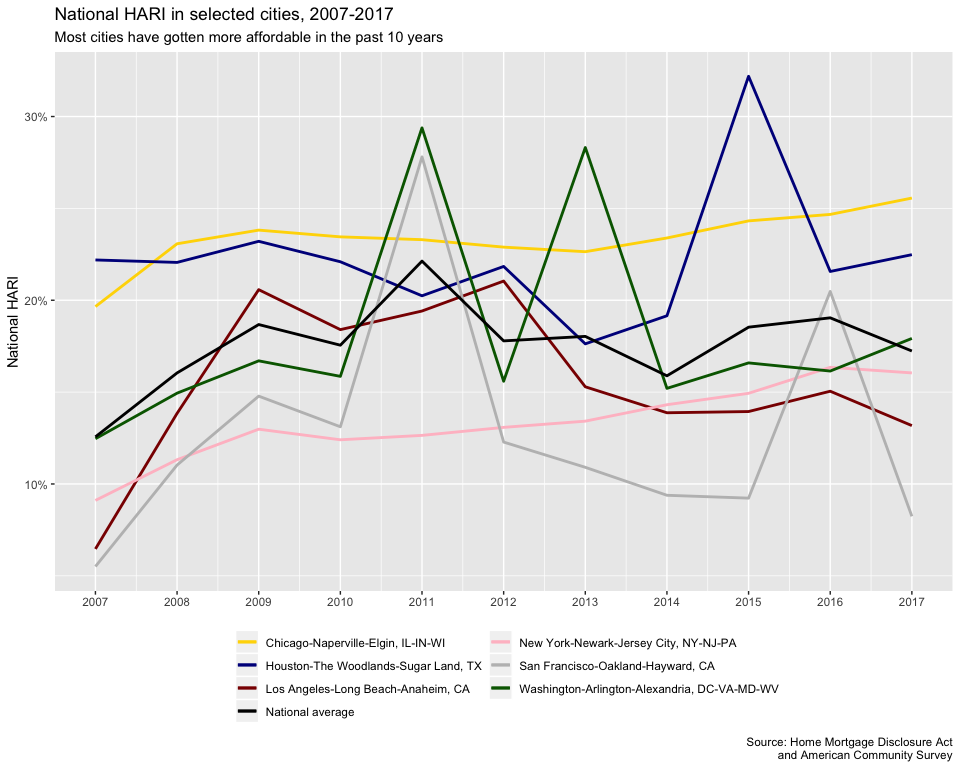 National HARI in selected cities, 2007-2017
Most cities have gotten more affordable in the past 10 years
National HARI
30%
20%
10%
2007 2008 2009 2010 2011 2012 2013 2014 2015 2016 2017
Chicago-Naperville-Elgin, IL-IN-WI New York-Newark-Jersey City, NY-NJ-PA
Houston-The Woodlands-Sugar Land, TX San Francisco-Oakland-Hayward, CA
Los Angeles-Long Beach-Anaheim, CA Washington-Arlington-Alexandria, DC-VA-MD-WV
National average
Source: Home Mortgage Disclosure Act
and American Community Survey